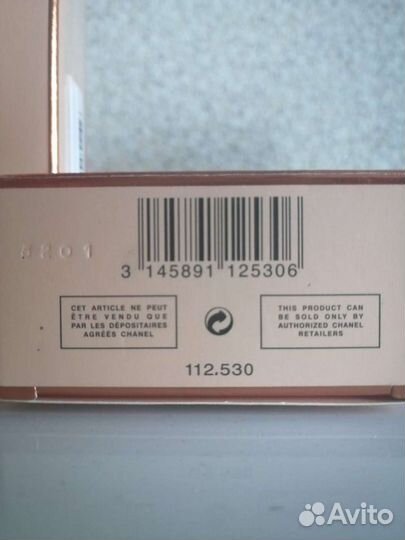 5201
3 145891 125306
CET ARTICLE NE PEUT
ÊTRE VENDU QUE
PAR LES DÉPOSITAIRES
AGRÉÉS CHANEL
THIS PRODUCT CAN
BE SOLD ONLY BY
AUTHORIZED CHANEL
RETAILERS
112.530
Avito